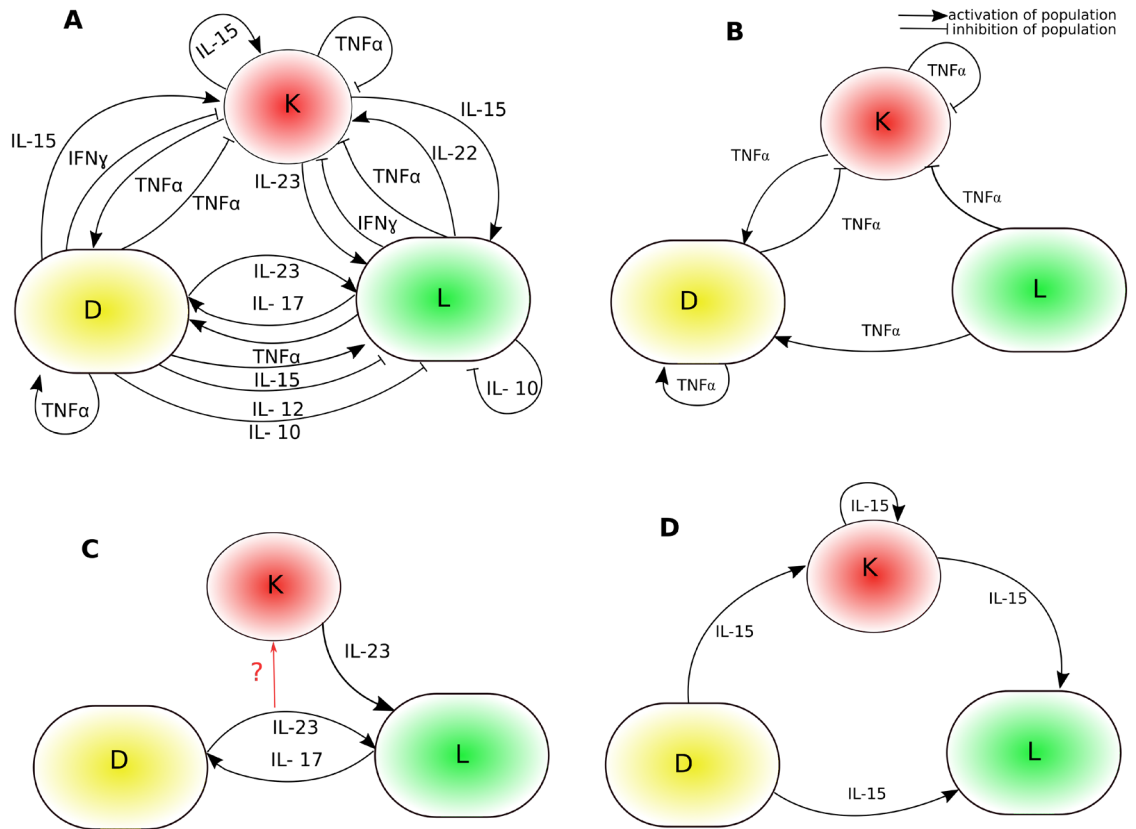 A
IL-15
TNFα
K
IL-15
IL-15
IFNɣ
TNFα
TNFα
IL-23
TNFα
IL-22
IFNɣ
D
IL-23
IL- 17
L
TNFα
IL-15
IL- 12
IL- 10
TNFα
IL- 10
B
activation of population
inhibition of population
TNFα
K
TNFα
TNFα
TNFα
D
L
TNFα
TNFα
C
K
?
IL-23
D
IL-23
IL- 17
L
D
IL-15
K
IL-15
IL-15
D
L
IL-15